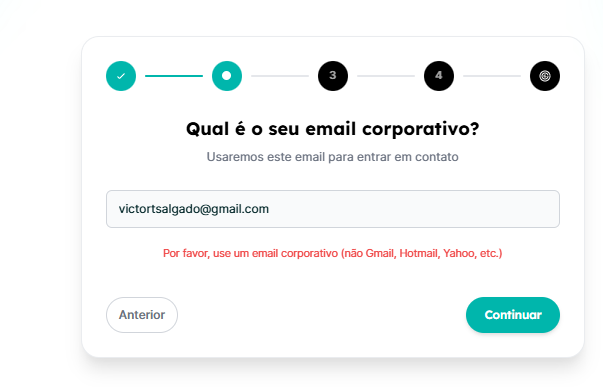 3
4
Qual é o seu email corporativo?
Usaremos este email para entrar em contato
victortsalgado@gmail.com
Por favor, use um email corporativo (não Gmail, Hotmail, Yahoo, etc.)
Anterior
Continuar